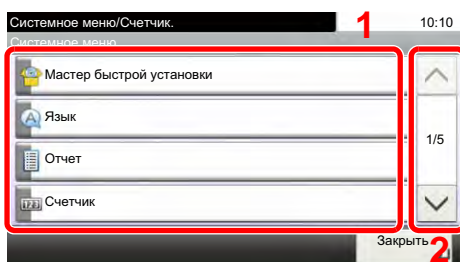 Системное меню/Счетчик.
1
10:10
Системное меню
Мастер быстрой установки
Язык
1/5
Отчет
Счетчик
Закрыть
2